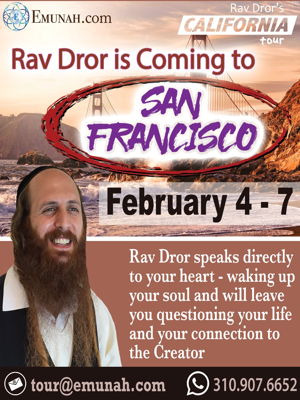 EMUNAH.com
Rav Dror's
CALIFORNIA
tour
Rav Dror is Coming to
SAN
FRANCISCO
February 4 - 7
Rav Dror speaks directly
to your heart - waking up
your soul and will leave
you questioning your life
and your connection to
the Creator
tour@emunah.com
310.907.6652